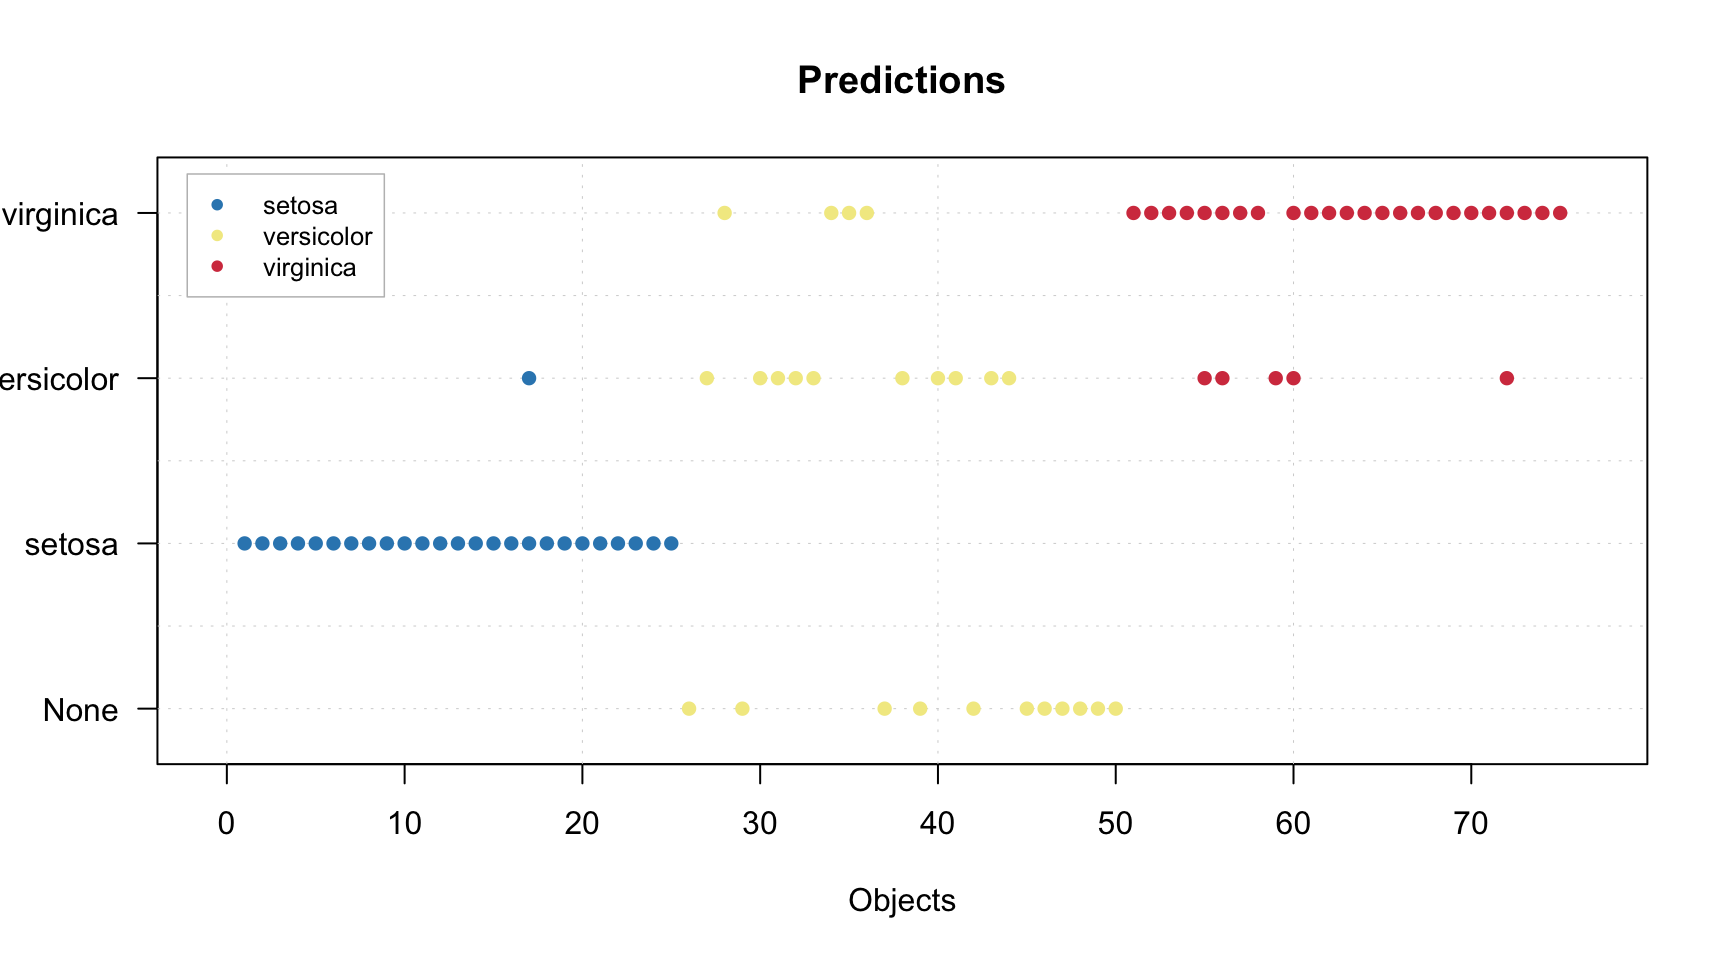 Predictions
setosa
versicolor
virginica
virginica
ersicolor
setosa
None
0 10 20 30 40 50 60 70
Objects